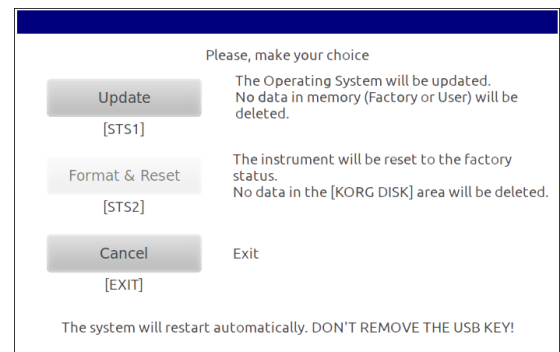 Please, make your choice
Update
[STS1]
The Operating System will be updated.
No data in memory (Factory or User) will be
deleted.
Format & Reset
[STS2]
The instrument will be reset to the factory
status.
No data in the [KORG DISK] area will be deleted.
Cancel
[EXIT]
Exit
The system will restart automatically. DON'T REMOVE THE USB KEY!